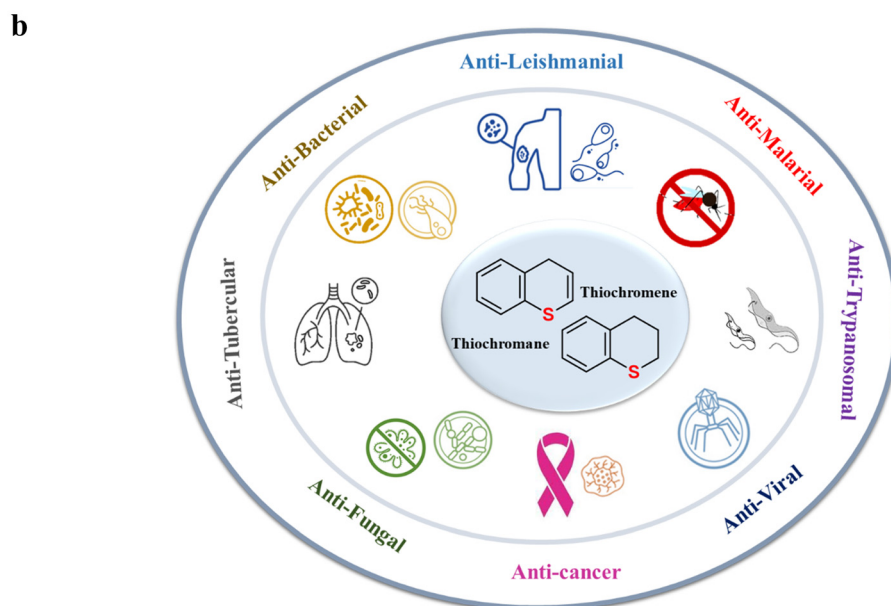 b
Anti-Leishmanial
Anti-Bacterial
Anti-Malarial
Anti-Tubercular
Anti-Trypanosomal
Thiochromene
S
Thiochromane
S
Anti-Fungal
Anti-Viral
Anti-cancer